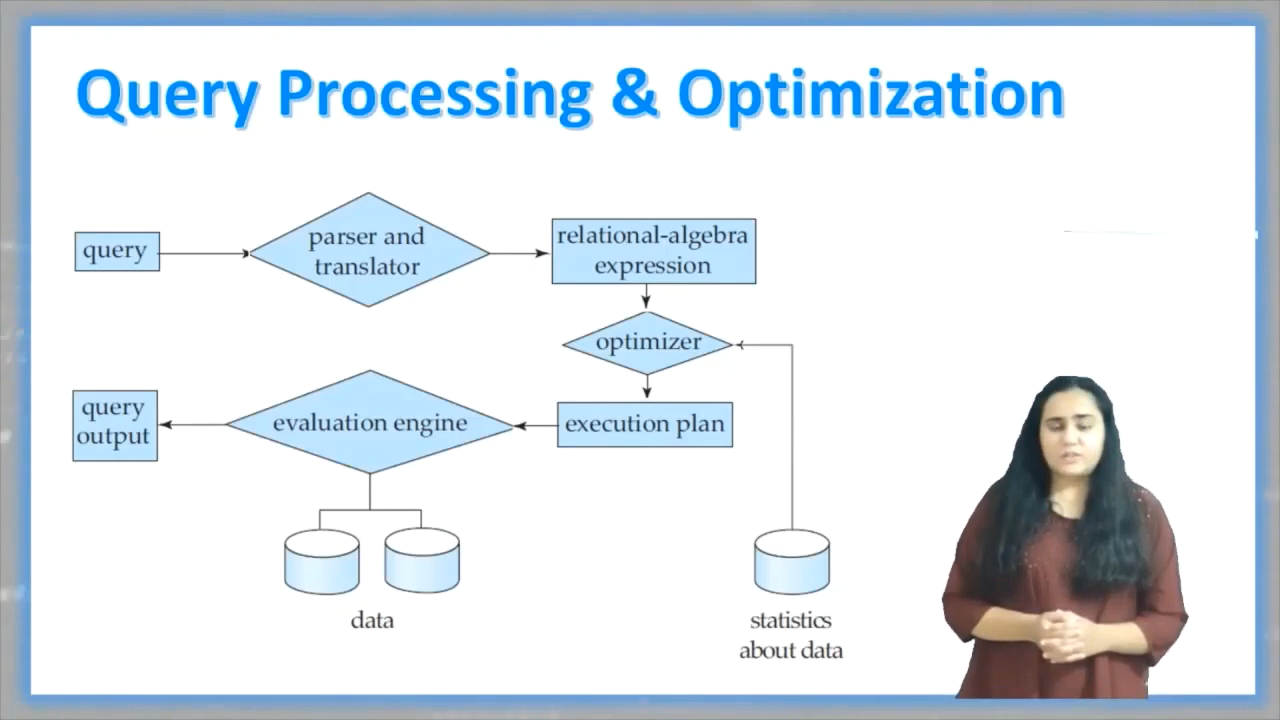 Query Processing & Optimization
query
parser and
translator
relational-algebra
expression
optimizer
query
output
evaluation engine
execution plan
data
statistics
about data